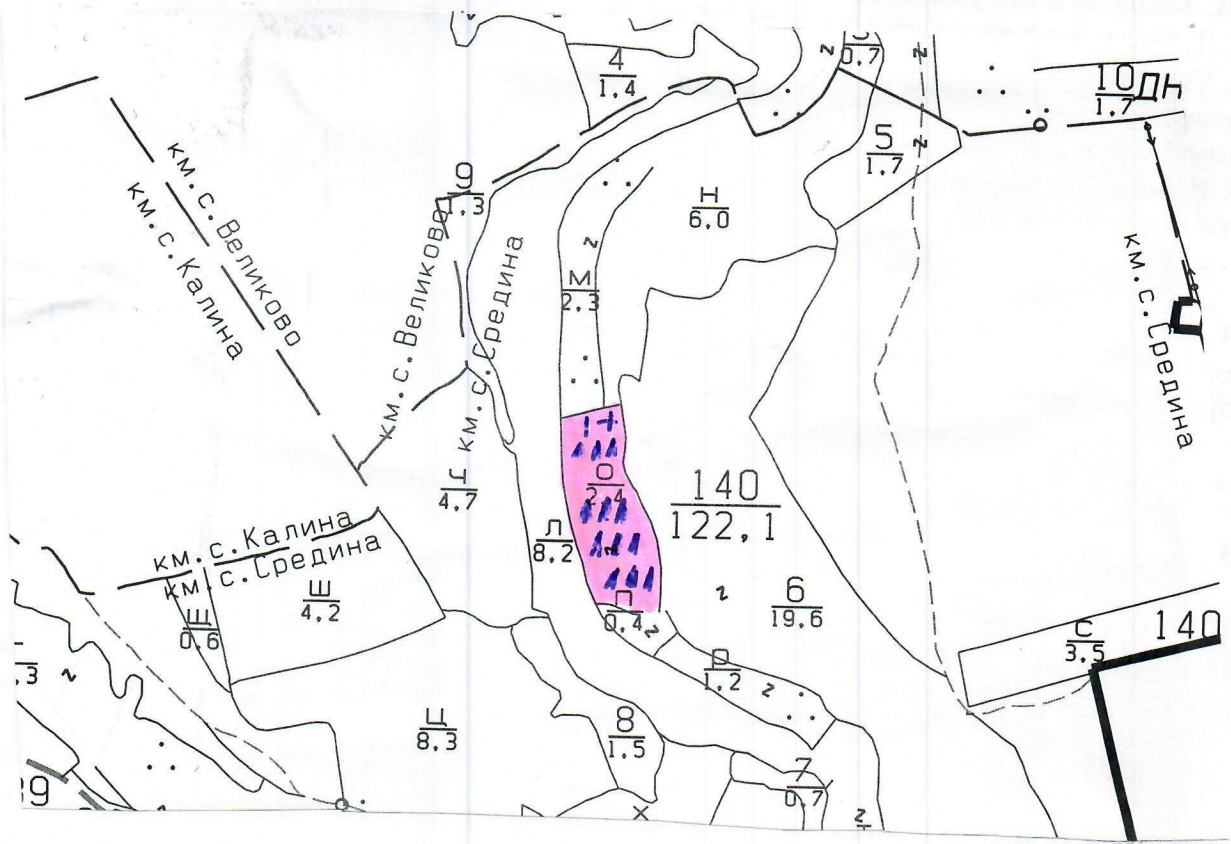 4
1,4
0,7
10 ДН
1,7
5
1,7
9
1,3
Н
6,0
км.с.Великово
км.с.Калина
км.с.Великово
км.с.Средина
км.с.Средина
М
2,3
О
2,4
140
122,1
Ч
4,7
Л
8,2
км.с.Калина
км.с.Средина
Ш
4,2
Щ
0,6
П
0,4
6
19,6
С
3,5
140
,3
Р
1,2
Ц
8,3
8
1,5
7
0,7
Х
39